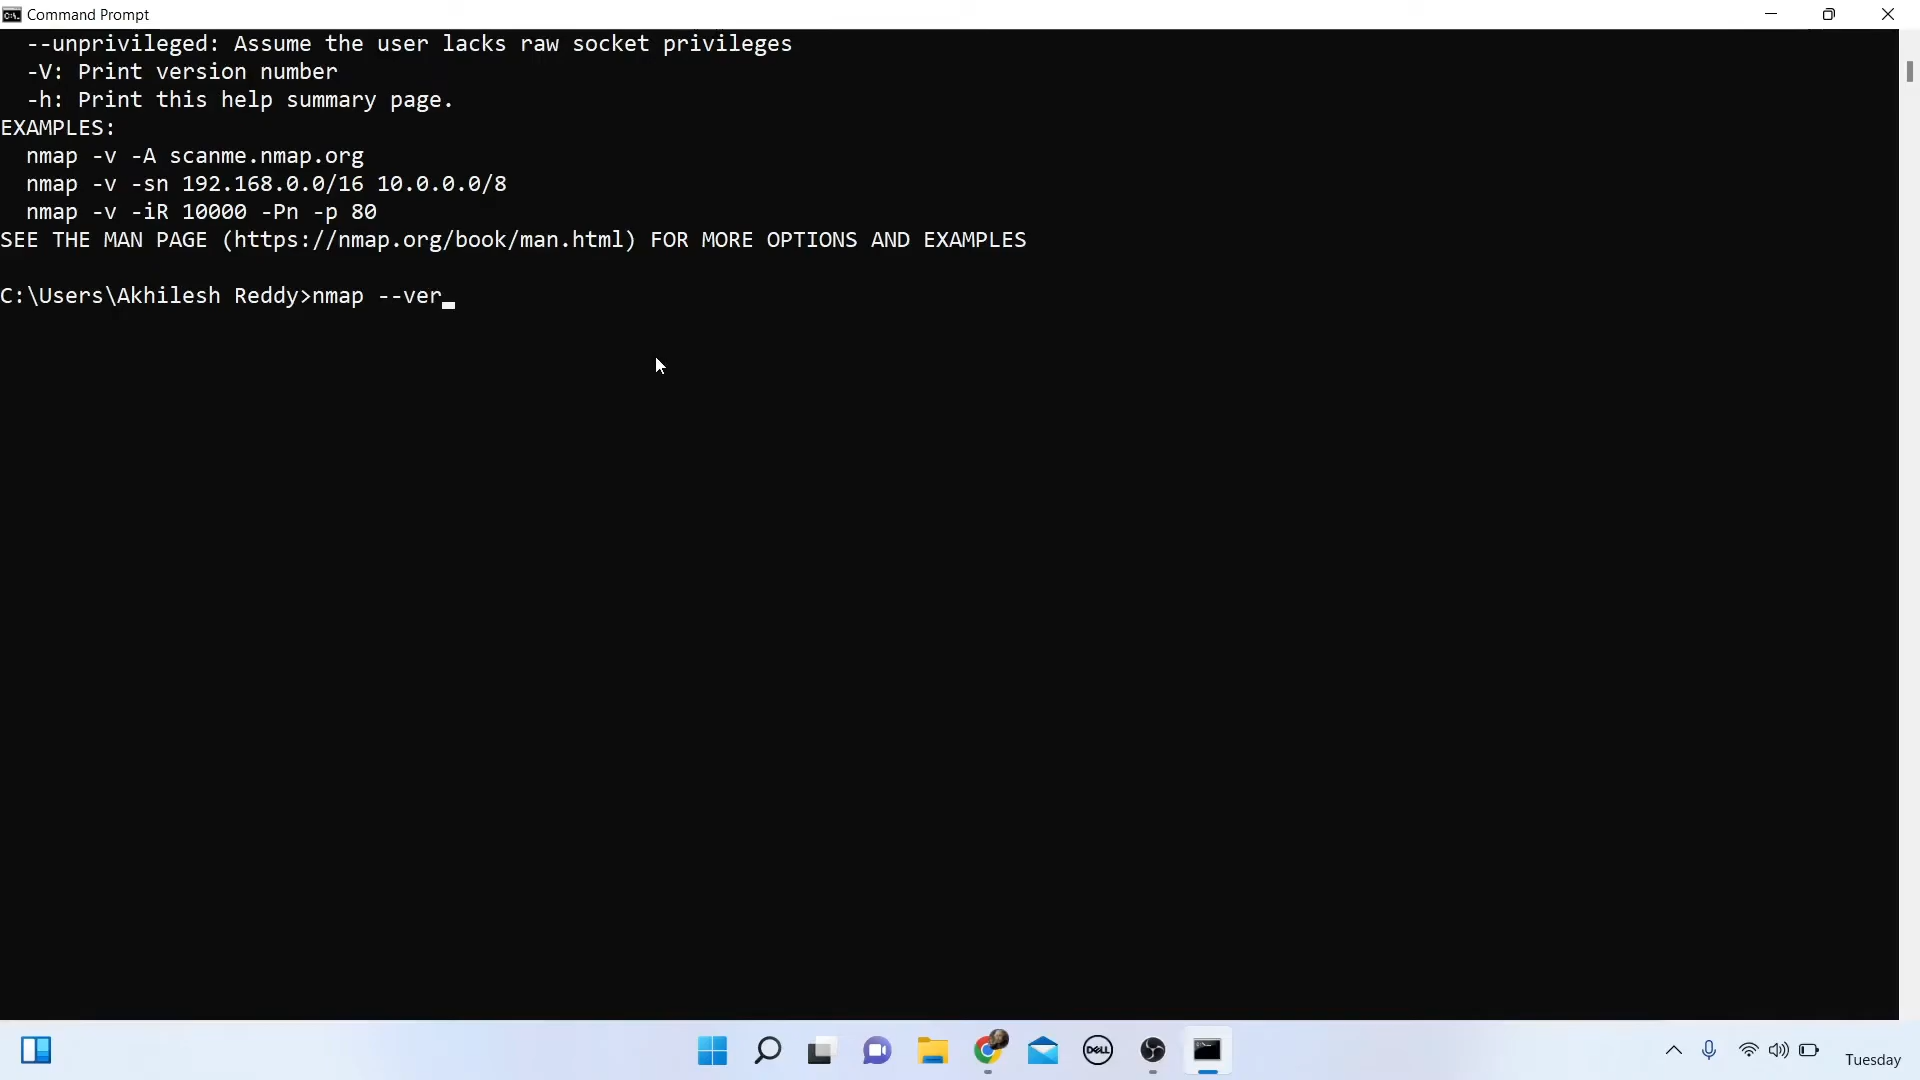 Command Prompt
--unprivileged: Assume the user lacks raw socket privileges
-V: Print version number
-h: Print this help summary page.
EXAMPLES:
nmap -v -A scanme.nmap.org
nmap -v -sn 192.168.0.0/16 10.0.0.0/8
nmap -v -iR 10000 -Pn -p 80
SEE THE MAN PAGE (https://nmap.org/book/man.html) FOR MORE OPTIONS AND EXAMPLES
C:\Users\Akhilesh Reddy>nmap --ver_
DELL
Tuesday